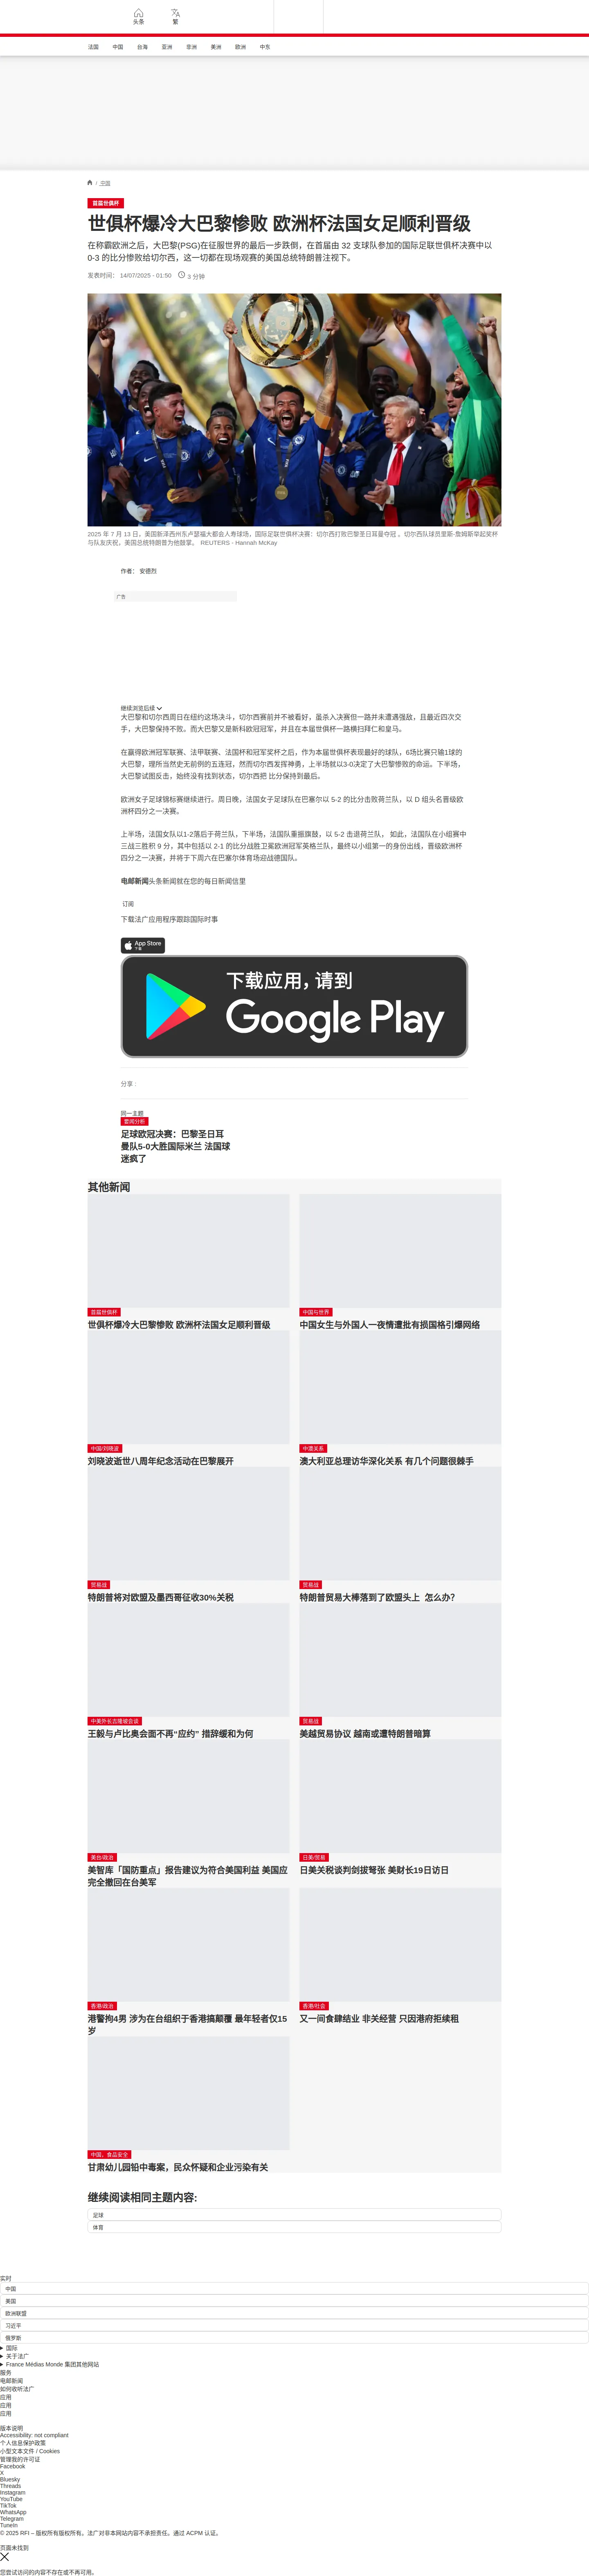 头条
繁
法国 中国 台海 亚洲 非洲 美洲 欧洲 中东
/ 中国
首届世俱杯
世俱杯爆冷大巴黎惨败 欧洲杯法国女足顺利晋级
在称霸欧洲之后，大巴黎(PSG)在征服世界的最后一步跌倒，在首届由 32 支球队参加的国际足联世俱杯决赛中以
0-3 的比分惨败给切尔西，这一切都在现场观赛的美国总统特朗普注视下。
发表时间： 14/07/2025 - 01:50 3 分钟
2025 年 7 月 13 日，美国新泽西州东卢瑟福大都会人寿球场，国际足联世俱杯决赛：切尔西打败巴黎圣日耳曼夺冠 。切尔西队球员里斯-詹姆斯举起奖杯
与队友庆祝，美国总统特朗普为他鼓掌。 REUTERS - Hannah McKay
作者： 安德烈
广告
继续浏览后续
大巴黎和切尔西周日在纽约这场决斗，切尔西赛前并不被看好，虽杀入决赛但一路并未遭遇强敌，且最近四次交
手，大巴黎保持不败。而大巴黎又是新科欧冠冠军，并且在本届世俱杯一路横扫拜仁和皇马。
在赢得欧洲冠军联赛、法甲联赛、法国杯和冠军奖杯之后，作为本届世俱杯表现最好的球队，6场比赛只输1球的
大巴黎，理所当然史无前例的五连冠，然而切尔西发挥神勇，上半场就以3-0决定了大巴黎惨败的命运。下半场，
大巴黎试图反击，始终没有找到状态，切尔西把 比分保持到最后。
欧洲女子足球锦标赛继续进行。周日晚，法国女子足球队在巴塞尔以 5-2 的比分击败荷兰队，以 D 组头名晋级欧
洲杯四分之一决赛。
上半场，法国女队以1-2落后于荷兰队，下半场，法国队重振旗鼓，以 5-2 击退荷兰队， 如此，法国队在小组赛中
三战三胜积 9 分，其中包括以 2-1 的比分战胜卫冕欧洲冠军英格兰队，最终以小组第一的身份出线，晋级欧洲杯
四分之一决赛，并将于下周六在巴塞尔体育场迎战德国队。
电邮新闻头条新闻就在您的每日新闻信里
订阅
下载法广应用程序跟踪国际时事
App Store
下载
下载应用，请到
Google Play
分享 :
同一主题
要闻分析
足球欧冠决赛：巴黎圣日耳
曼队5-0大胜国际米兰 法国球
迷疯了
其他新闻
首届世俱杯
世俱杯爆冷大巴黎惨败 欧洲杯法国女足顺利晋级
中国与世界
中国女生与外国人一夜情遭批有损国格引爆网络
中国/刘晓波
刘晓波逝世八周年纪念活动在巴黎展开
中澳关系
澳大利亚总理访华深化关系 有几个问题很棘手
贸易战
特朗普将对欧盟及墨西哥征收30%关税
贸易战
特朗普贸易大棒落到了欧盟头上 怎么办？
中美外长吉隆坡会谈
王毅与卢比奥会面不再“应约” 措辞缓和为何
贸易战
美越贸易协议 越南或遭特朗普暗算
美台/政治
美智库「国防重点」报告建议为符合美国利益 美国应
完全撤回在台美军
日美/贸易
日美关税谈判剑拔弩张 美财长19日访日
香港/政治
港警拘4男 涉为在台组织于香港搞颠覆 最年轻者仅15
岁
香港/社会
又一间食肆结业 非关经营 只因港府拒续租
中国、食品安全
甘肃幼儿园铅中毒案，民众怀疑和企业污染有关
继续阅读相同主题内容:
足球
体育
实时
中国
美国
欧洲联盟
习近平
俄罗斯
国际
关于法广
France Médias Monde 集团其他网站
服务
电邮新闻
如何收听法广
应用
应用
应用
版本说明
Accessibility: not compliant
个人信息保护政策
小型文本文件 / Cookies
管理我的许可证
Facebook
X
Bluesky
Threads
Instagram
YouTube
TikTok
WhatsApp
Telegram
TuneIn
© 2025 RFI – 版权所有版权所有。法广对非本网站内容不承担责任。通过 ACPM 认证。
页面未找到
您尝试访问的内容不存在或不再可用。